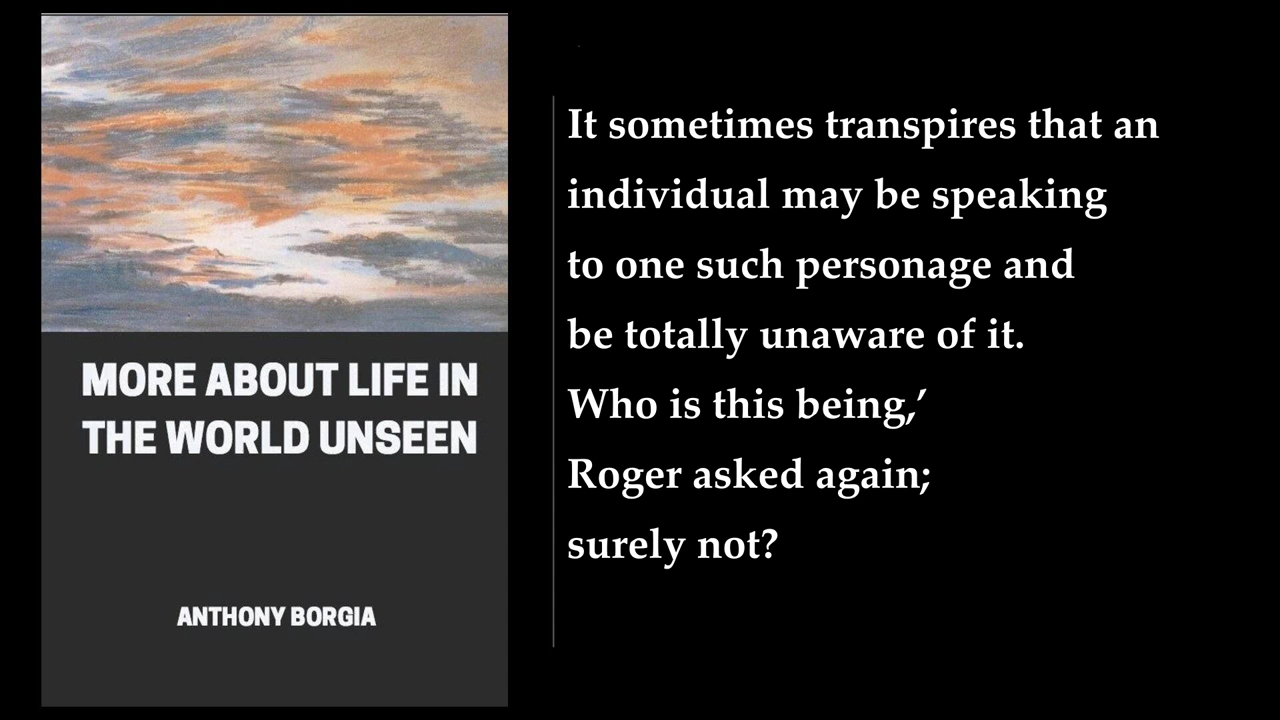 MORE ABOUT LIFE IN
THE WORLD UNSEEN
ANTHONY BORGIA
It sometimes transpires that an
individual may be speaking
to one such personage and
be totally unaware of it.
Who is this being,’
Roger asked again;
surely not?